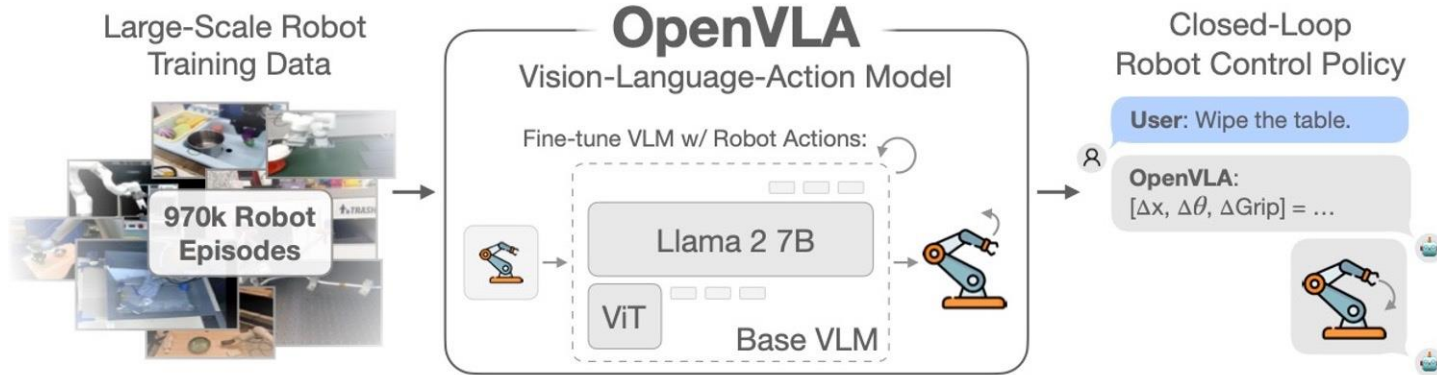 Large-Scale Robot
Training Data
970k Robot
Episodes
TRASH
OpenVLA
Vision-Language-Action Model
Fine-tune VLM w/ Robot Actions:
Llama 2 7B
ViT
Base VLM
Closed-Loop
Robot Control Policy
User: Wipe the table.
OpenVLA:
[Δx, Δθ, ΔGrip] = ...